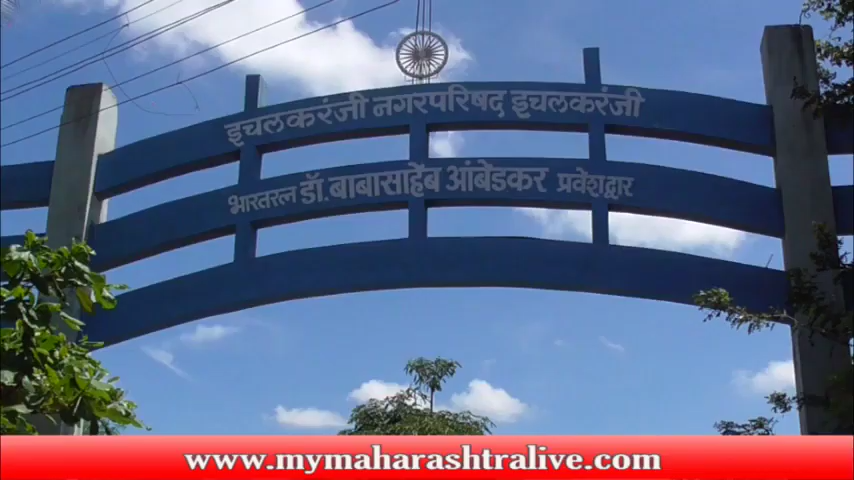 इचलकरंजी नगरपरिषद् इचलकरंजी
भारतरत्न डॉ. बाबासाहेब आंबेडकर प्रवेशद्वार
www.mymaharashtralive.com